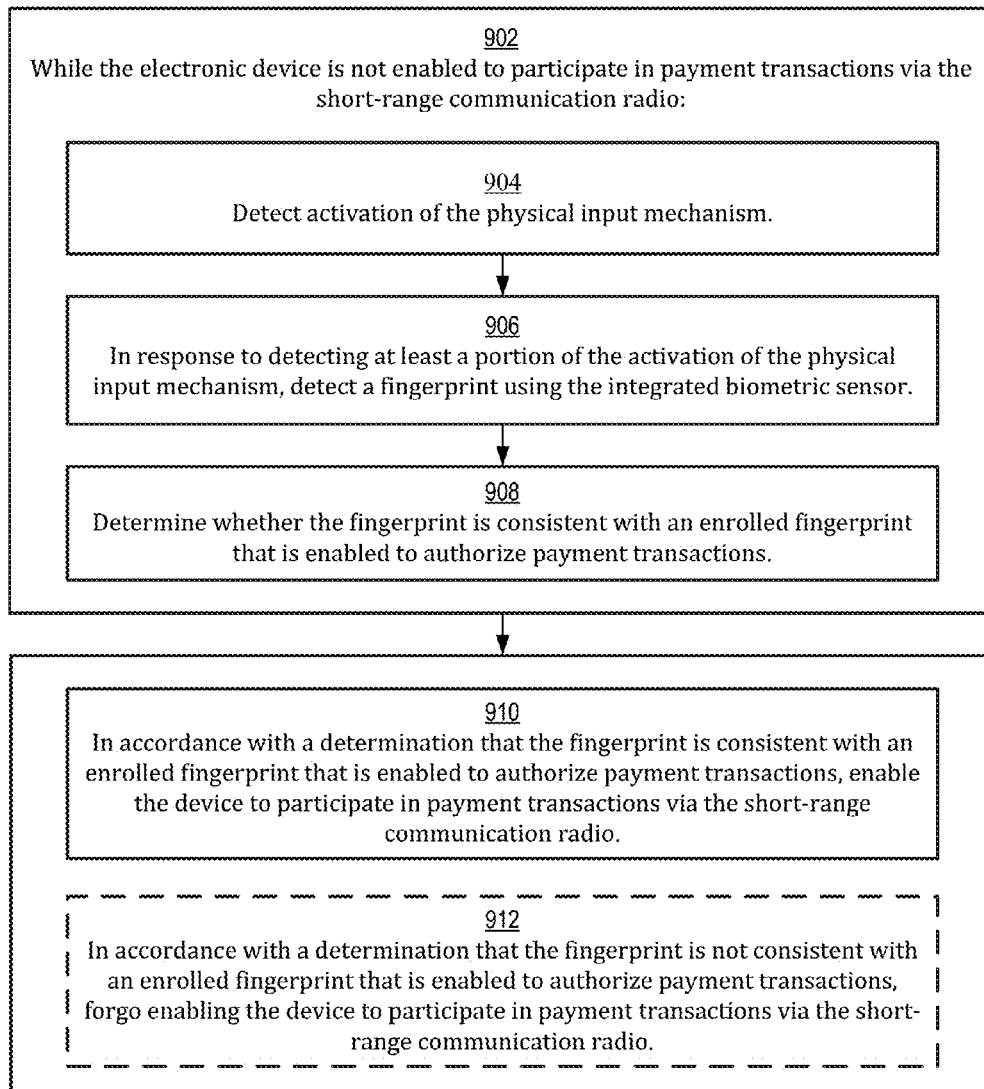 902
While the electronic device is not enabled to participate in payment transactions via the
short-range communication radio:
904
Detect activation of the physical input mechanism.
906
In response to detecting at least a portion of the activation of the physical
input mechanism, detect a fingerprint using the integrated biometric sensor.
908
Determine whether the fingerprint is consistent with an enrolled fingerprint
that is enabled to authorize payment transactions.
910
In accordance with a determination that the fingerprint is consistent with an
enrolled fingerprint that is enabled to authorize payment transactions, enable
the device to participate in payment transactions via the short-range
communication radio.
912
In accordance with a determination that the fingerprint is not consistent with
an enrolled fingerprint that is enabled to authorize payment transactions,
forgo enabling the device to participate in payment transactions via the short-
range communication radio.